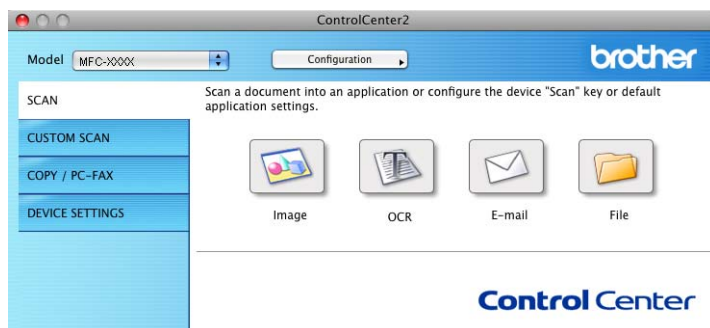 ControlCenter2
Model MFC-XXXX Configuration brother
SCAN
CUSTOM SCAN
COPY / PC-FAX
DEVICE SETTINGS
Scan a document into an application or configure the device "Scan" key or default
application settings.
Image OCR E-mail File
Control Center